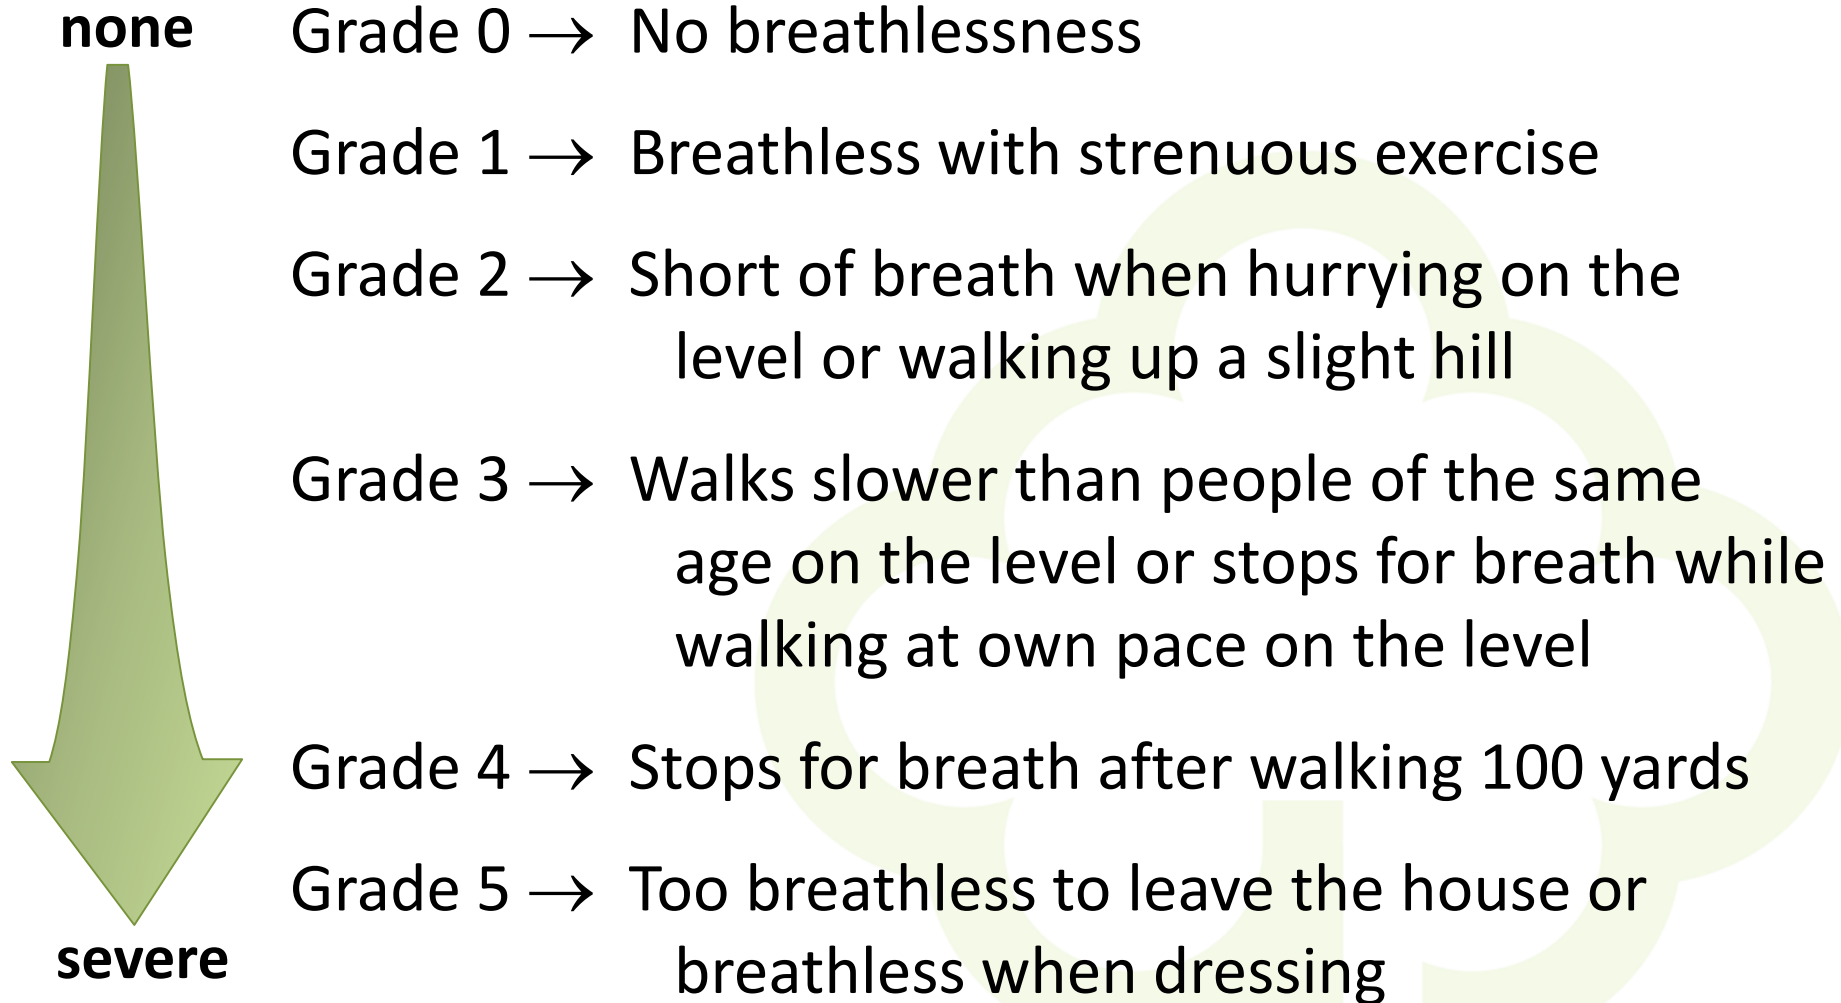 none
Grade 0 → No breathlessness
Grade 1 → Breathless with strenuous exercise
Grade 2 → Short of breath when hurrying on the
level or walking up a slight hill
Grade 3 → Walks slower than people of the same
age on the level or stops for breath while
walking at own pace on the level
Grade 4 → Stops for breath after walking 100 yards
Grade 5 → Too breathless to leave the house or
severe
breathless when dressing